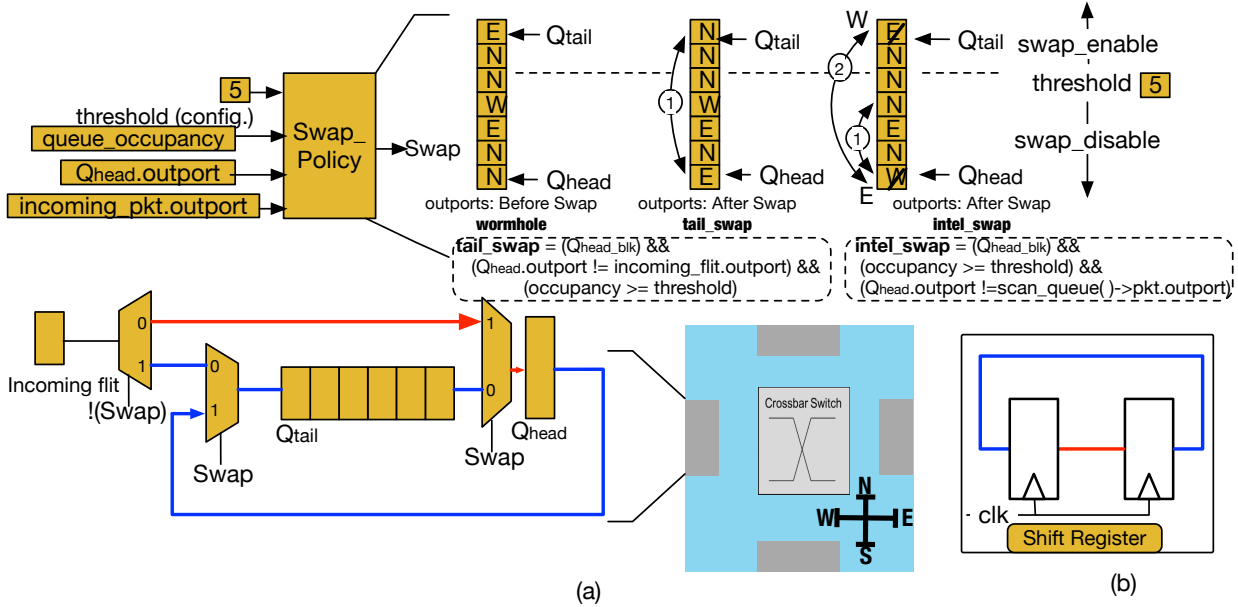 5
threshold (config.)
queue_occupancy
Qhead.outport
incoming_pkt.outport
Swap_
Policy
Swap
E
N
N
W
E
N
N
Qtail
Qhead
outports: Before Swap
wormhole
1
N
N
N
W
E
N
E
Qtail
Qhead
outports: After Swap
tail_swap
W
2
1
E
E
N
N
N
E
N
W
Qtail
Qhead
outports: After Swap
intel_swap
swap_enable
threshold 5
swap_disable
tail_swap = (Qhead_blk) &&
(Qhead.outport != incoming_flit.outport) &&
(occupancy >= threshold)
intel_swap = (Qhead_blk) &&
(occupancy >= threshold) &&
(Qhead.outport !=scan_queue( )->pkt.outport)
Incoming flit
0
1
!(Swap)
0
1
Swap
Qtail
1
0
Swap
Qhead
Crossbar Switch
N
W E
S
(a)
clk
Shift Register
(b)